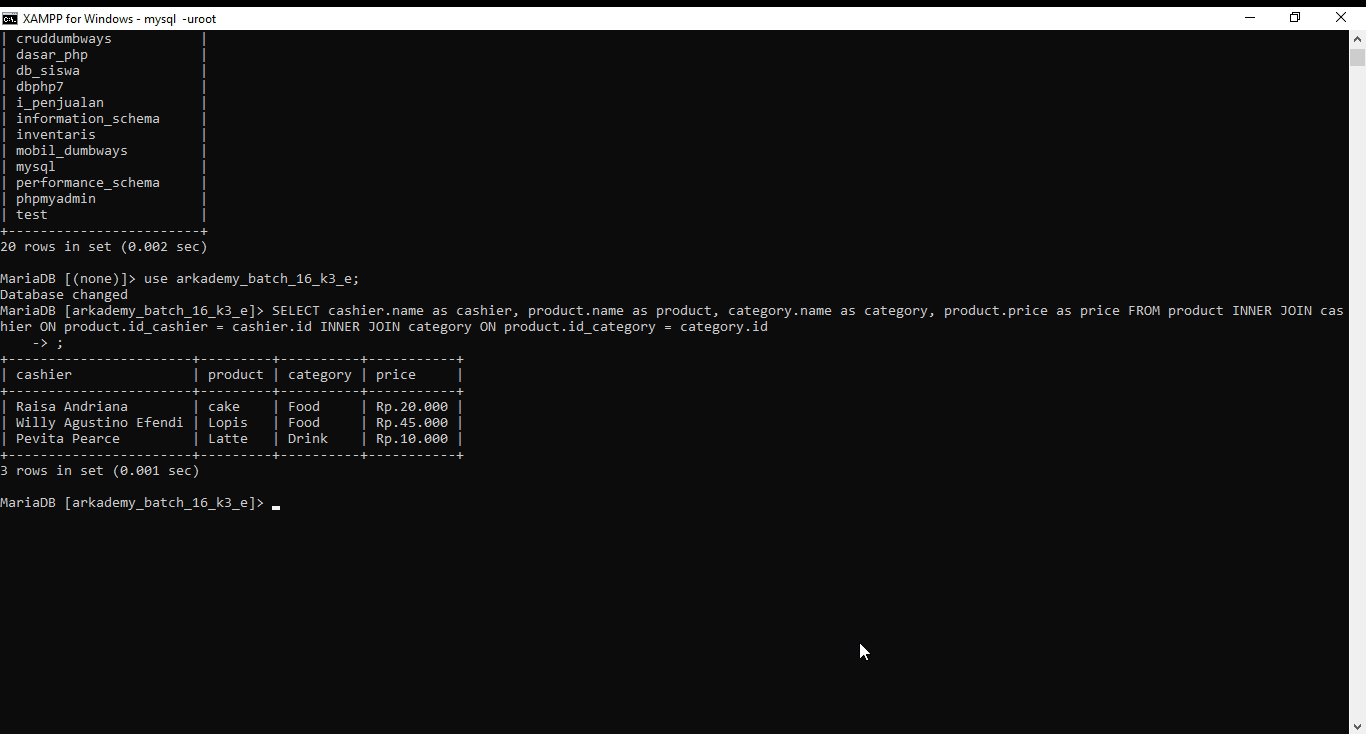 XAMPP for Windows - mysql -uroot
| cruddumbways           |
| dasar_php              |
| db_siswa               |
| dbphp7                 |
| i_penjualan            |
| information_schema     |
| inventaris             |
| mobil_dumbways         |
| mysql                  |
| performance_schema     |
| phpmyadmin             |
| test                   |
+------------------------+
20 rows in set (0.002 sec)
MariaDB [(none)]> use arkademy_batch_16_k3_e;
Database changed
MariaDB [arkademy_batch_16_k3_e]> SELECT cashier.name as cashier, product.name as product, category.name as category, product.price as price FROM product INNER JOIN cas
hier ON product.id_cashier = cashier.id INNER JOIN category ON product.id_category = category.id
    -> ;
+-----------------------+---------+----------+-----------+
| cashier               | product | category | price     |
+-----------------------+---------+----------+-----------+
| Raisa Andriana        | cake    | Food     | Rp.20.000 |
| Willy Agustino Efendi | Lopis   | Food     | Rp.45.000 |
| Pevita Pearce         | Latte   | Drink    | Rp.10.000 |
+-----------------------+---------+----------+-----------+
3 rows in set (0.001 sec)
MariaDB [arkademy_batch_16_k3_e]>